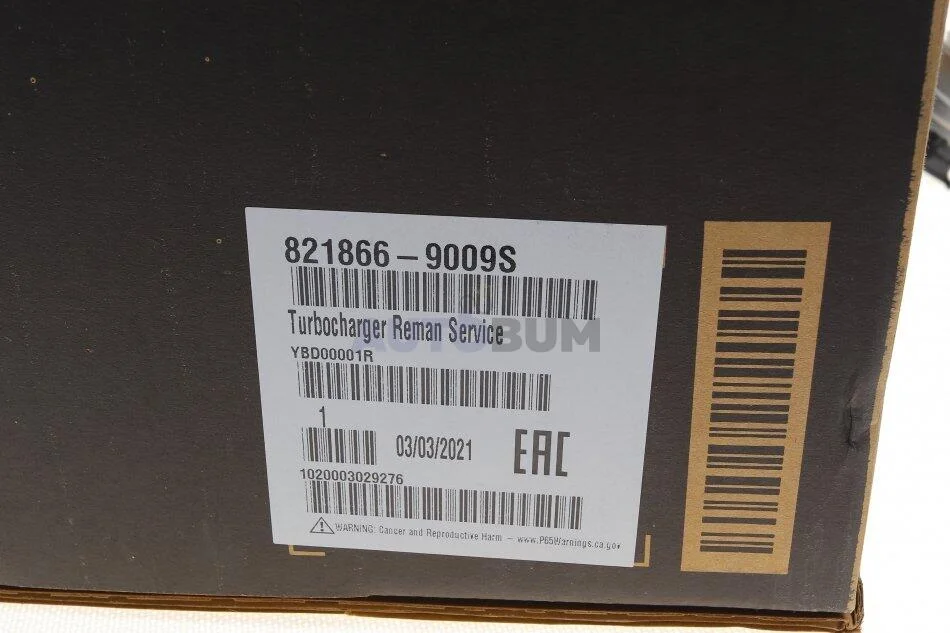 821866-9009S
Turbocharger Reman Service
AUTOBUM
YBD00001R
1
03/03/2021 EAC
1020003029276
WARNING: Cancer and Reproductive Harm - www.P65Warnings.ca.gov